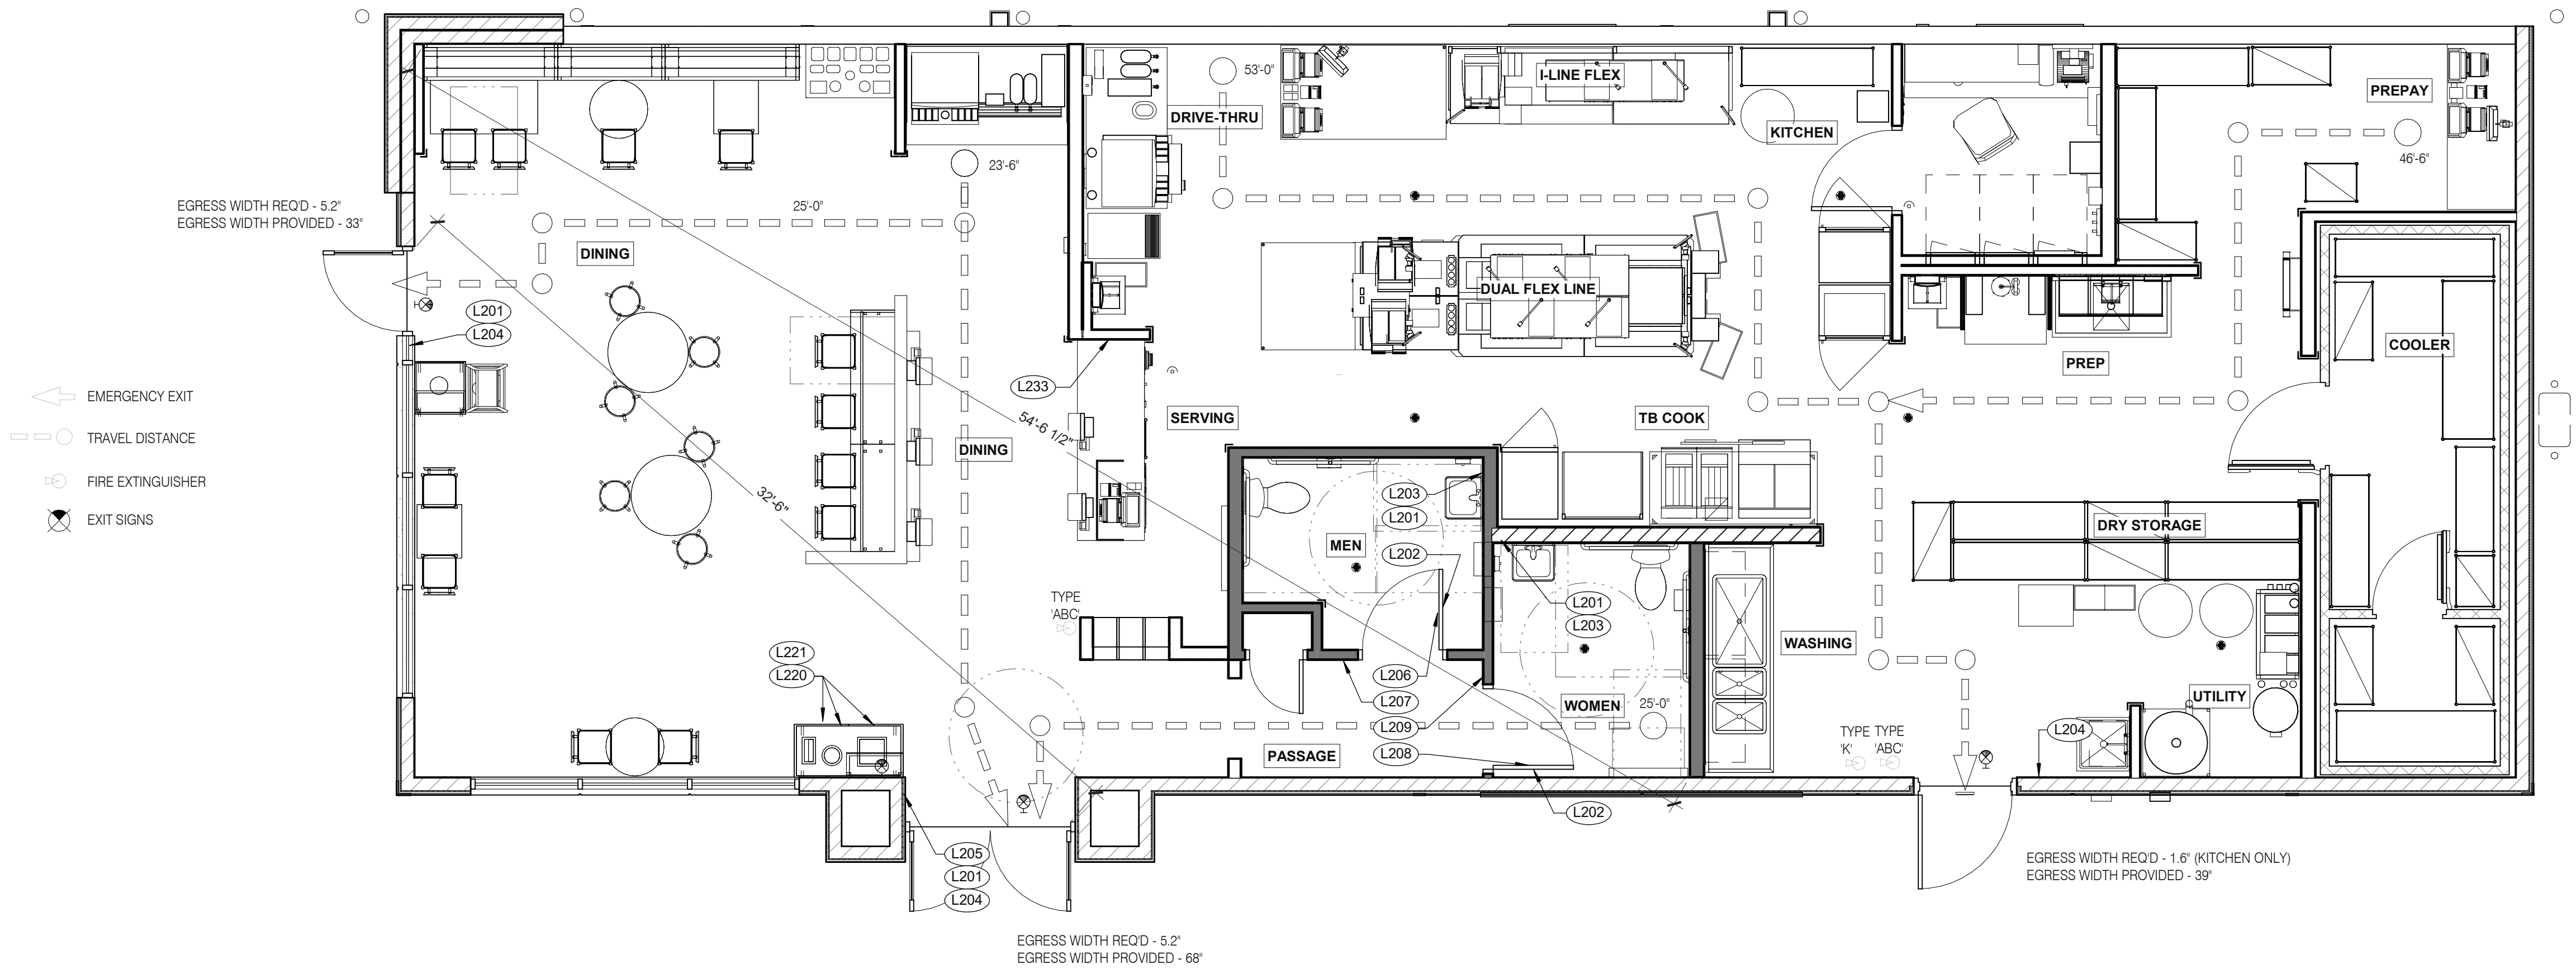 I-LINE FLEX
53'-0"
PREPAY
DRIVE-THRU
KITCHEN
23'-6"
46'-6"
EGRESS WIDTH REQ'D - 5.2"
EGRESS WIDTH PROVIDED - 33"
25'-0"
DINING
DUAL FLEX LINE
L201
L204
COOLER
PREP
L233
EMERGENCY EXIT
SERVING
TB COOK
54'-6 1/2"
TRAVEL DISTANCE
DINING
FIRE EXTINGUISHER
32'-6"
L203
L201
EXIT SIGNS
DRY STORAGE
MEN
L202
TYPE
'ABC'
L201
L203
WASHING
L221
L220
L206
UTILITY
L207
WOMEN
25'-0"
L209
L204
TYPE
'K'
TYPE
'ABC'
PASSAGE
L208
L202
L205
L201
L204
EGRESS WIDTH REQ'D - 1.6" (KITCHEN ONLY)
EGRESS WIDTH PROVIDED - 39"
EGRESS WIDTH REQ'D - 5.2"
EGRESS WIDTH PROVIDED - 68"